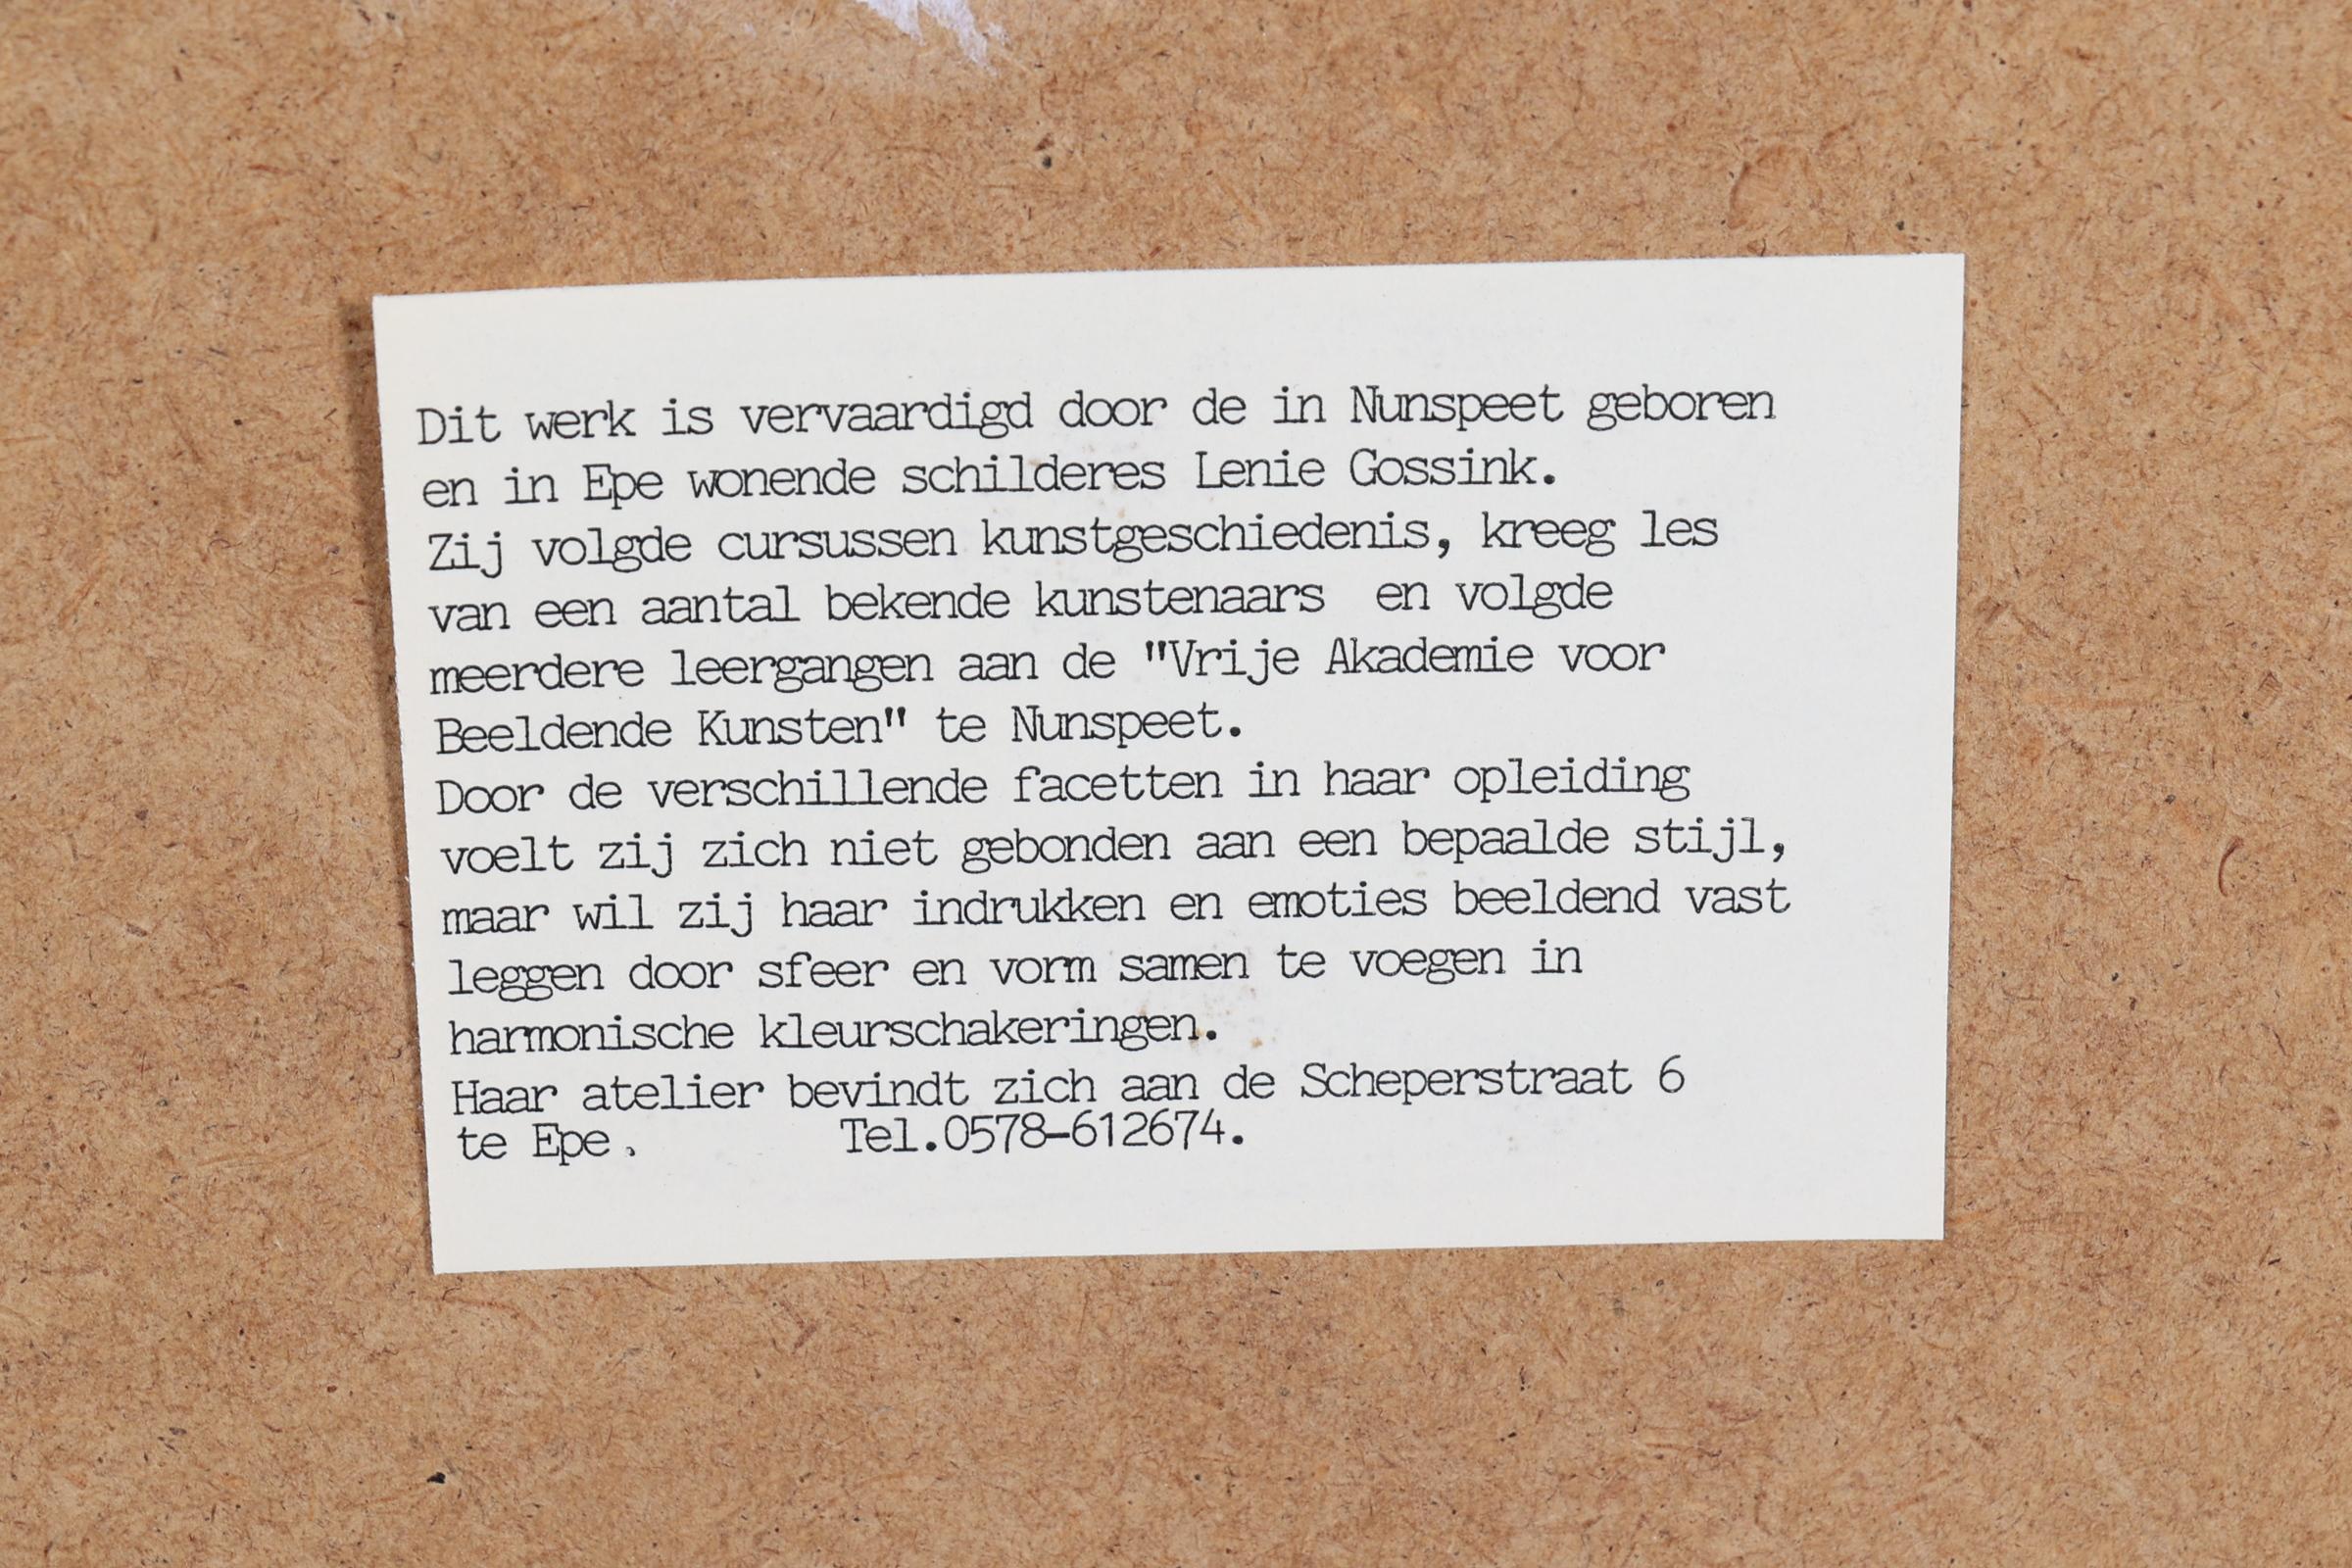 Dit werk is vervaardigd door de in Nunspeet geboren
en in Epe wonende schilderes Lenie Gossink.
Zij volgde cursussen kunstgeschiedenis, kreeg les
van een aantal bekende kunstenaars  en volgde
meerdere leergangen aan de "Vrije Akademie voor
Beeldende Kunsten" te Nunspeet.
Door de verschillende facetten in haar opleiding
voelt zij zich niet gebonden aan een bepaalde stijl,
maar wil zij haar indrukken en emoties beeldend vast
leggen door sfeer en vorm samen te voegen in
harmonische kleurschakeringen.
Haar atelier bevindt zich aan de Scheperstraat 6
te Epe.        Tel.0578-612674.